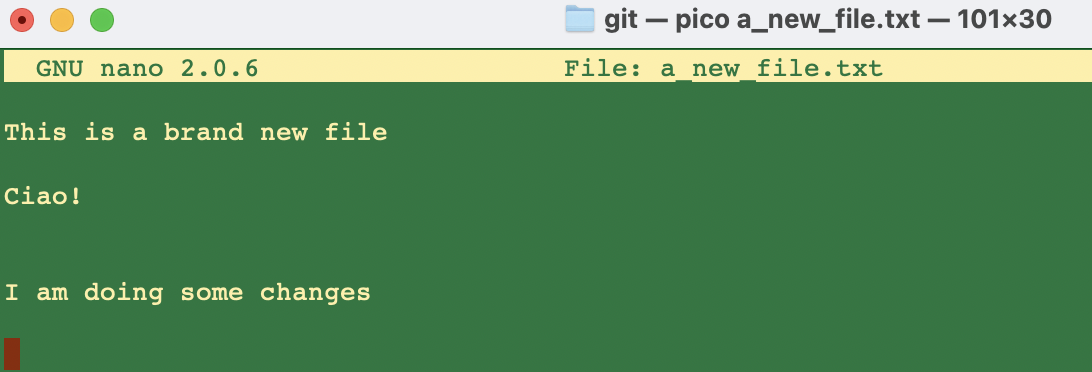 git — pico a_new_file.txt — 101×30
GNU nano 2.0.6 File: a_new_file.txt
This is a brand new file
Ciao!
I am doing some changes